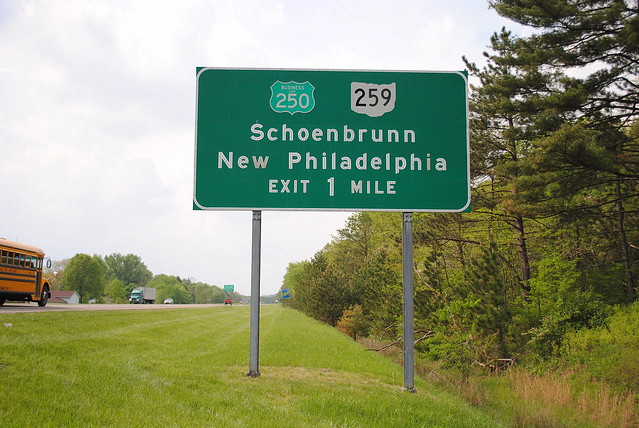 BUSINESS
250
259
Schoenbrunn
New Philadelphia
EXIT 1 MILE